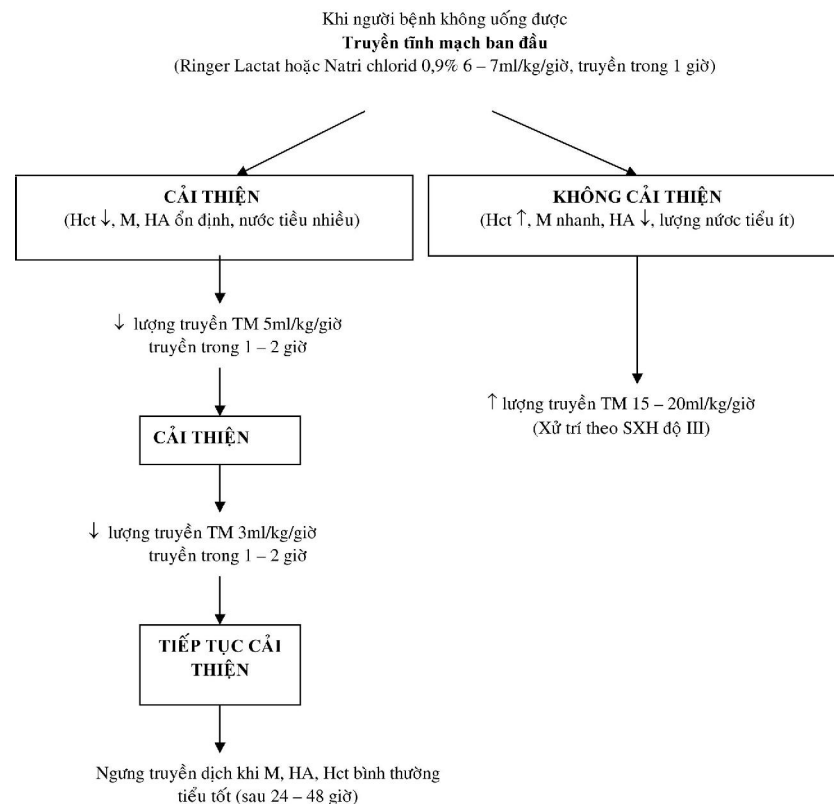 Khi người bệnh không uống được
Truyền tĩnh mạch ban đầu
(Ringer Lactat hoặc Natri chlorid 0,9% 6 – 7ml/kg/giờ, truyền trong 1 giờ)
CẢI THIỆN
(Hct ↓, M, HA ổn định, nước tiểu nhiều)
KHÔNG CẢI THIỆN
(Hct ↑, M nhanh, HA ↓, lượng nứơc tiểu ít)
↓ lượng truyền TM 5ml/kg/giờ
truyền trong 1 – 2 giờ
↑ lượng truyền TM 15 – 20ml/kg/giờ
(Xử trí theo SXH độ III)
CẢI THIỆN
↓ lượng truyền TM 3ml/kg/giờ
truyền trong 1 – 2 giờ
TIẾP TỤC CẢI
THIỆN
Ngưng truyền dịch khi M, HA, Hct bình thường
tiểu tốt (sau 24 – 48 giờ)